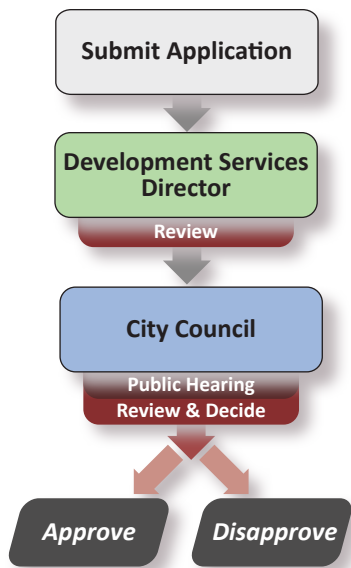 Submit Application
Development Services
Director
Review
City Council
Public Hearing
Review & Decide
Approve
Disapprove